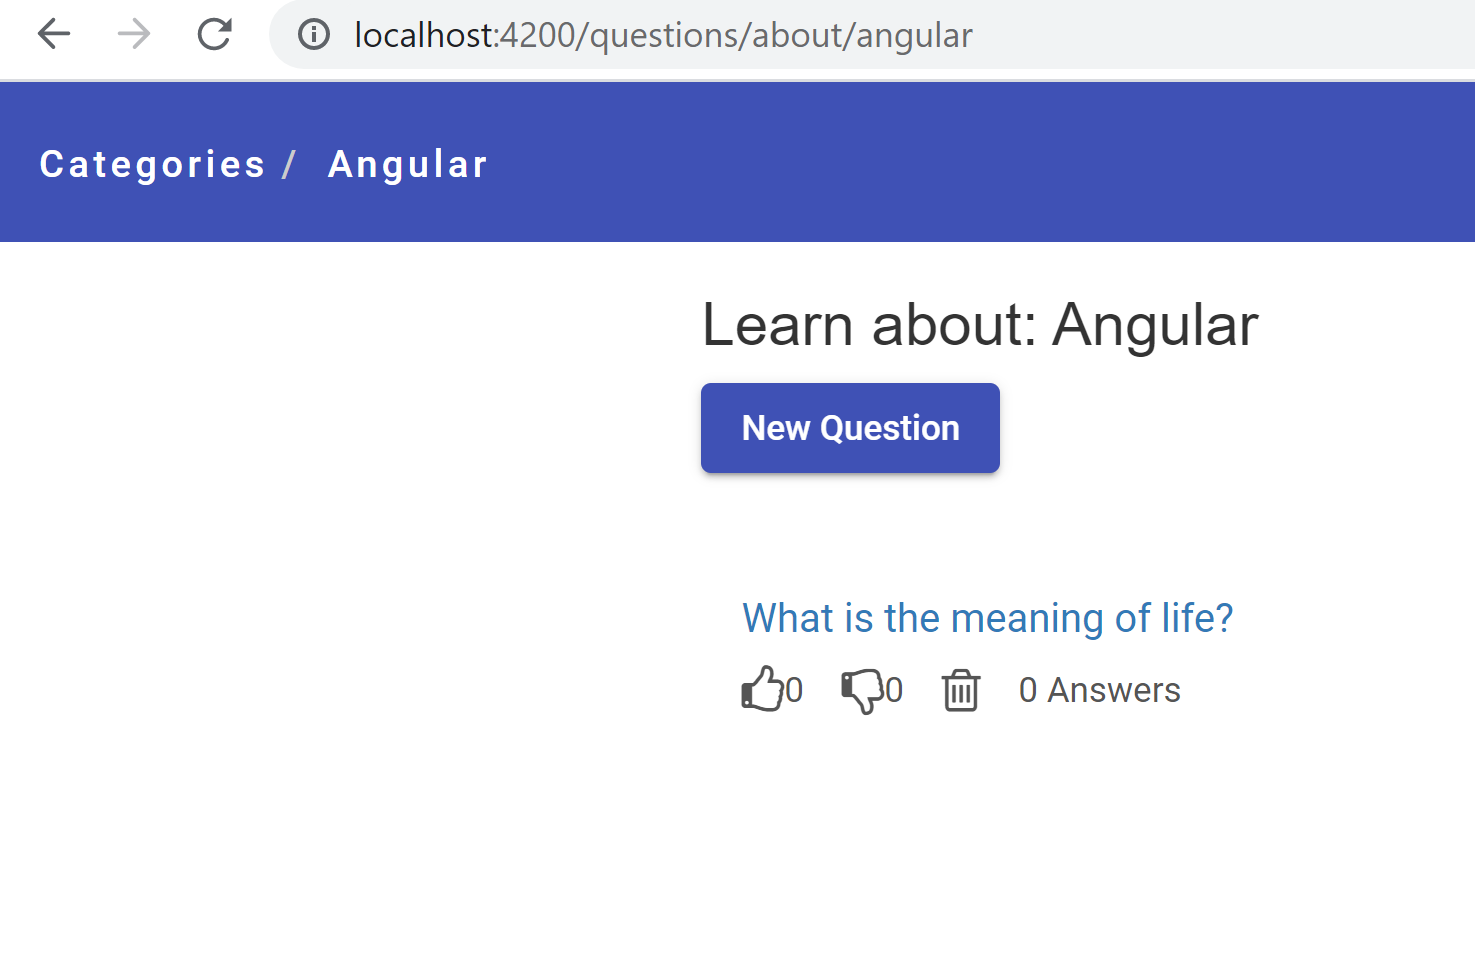 localhost:4200/questions/about/angular
Categories / Angular
Learn about: Angular
New Question
What is the meaning of life?
0 0 0 Answers